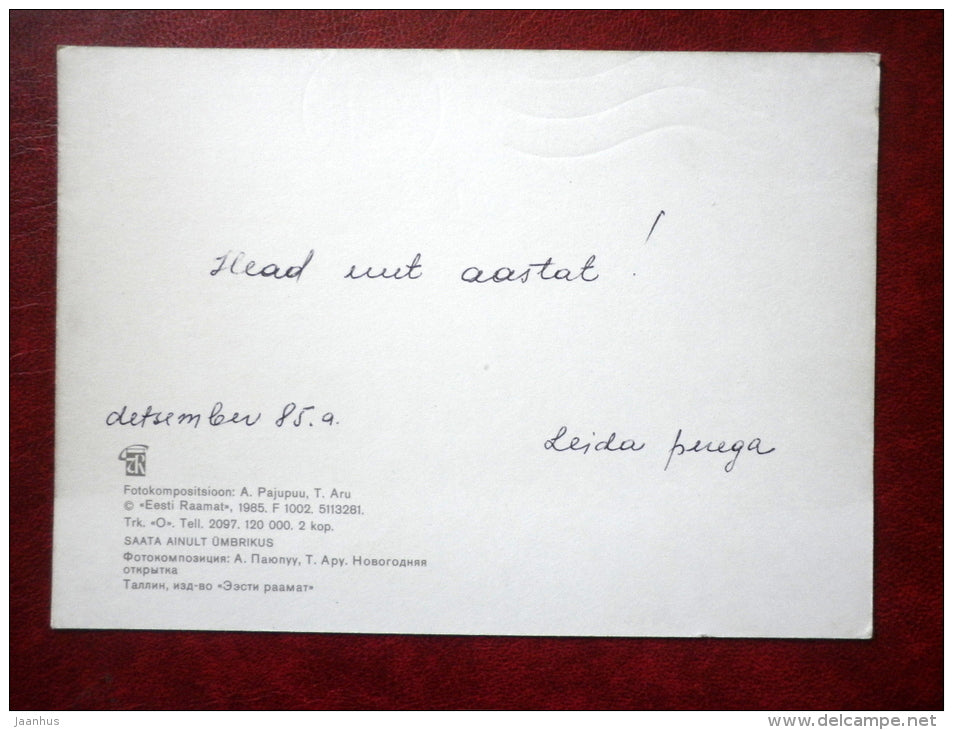 Head uut aastat!
detsember 85.a.
Leida perega
Fotokompositsioon: A. Pajupuu, T. Aru
© «Eesti Raamat», 1985. F 1002. 5113281.
Trk. «O». Tell. 2097. 120 000. 2 kop.
SAATA AINULT ÜMBRIKUS
Фотокомпозиция: А. Паюпуу, Т. Ару. Новогодняя
открытка
Таллин, изд-во «Ээсти раамат»
jaanhus
www.delcampe.net